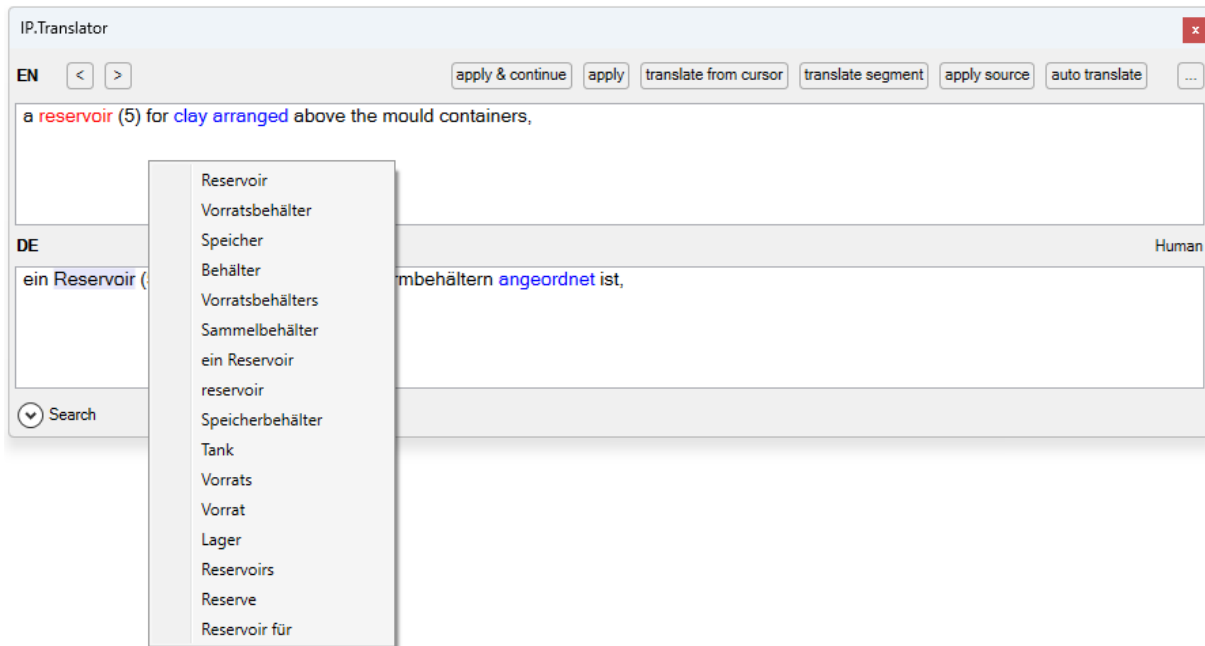 IP.Translator
x
EN < > apply & continue apply translate from cursor translate segment apply source auto translate ...
a reservoir (5) for clay arranged above the mould containers,
DE Human
ein Reservoir ( rmbehältern angeordnet ist,
Search
Reservoir
Vorratsbehälter
Speicher
Behälter
Vorratsbehälters
Sammelbehälter
ein Reservoir
reservoir
Speicherbehälter
Tank
Vorrats
Vorrat
Lager
Reservoirs
Reserve
Reservoir für